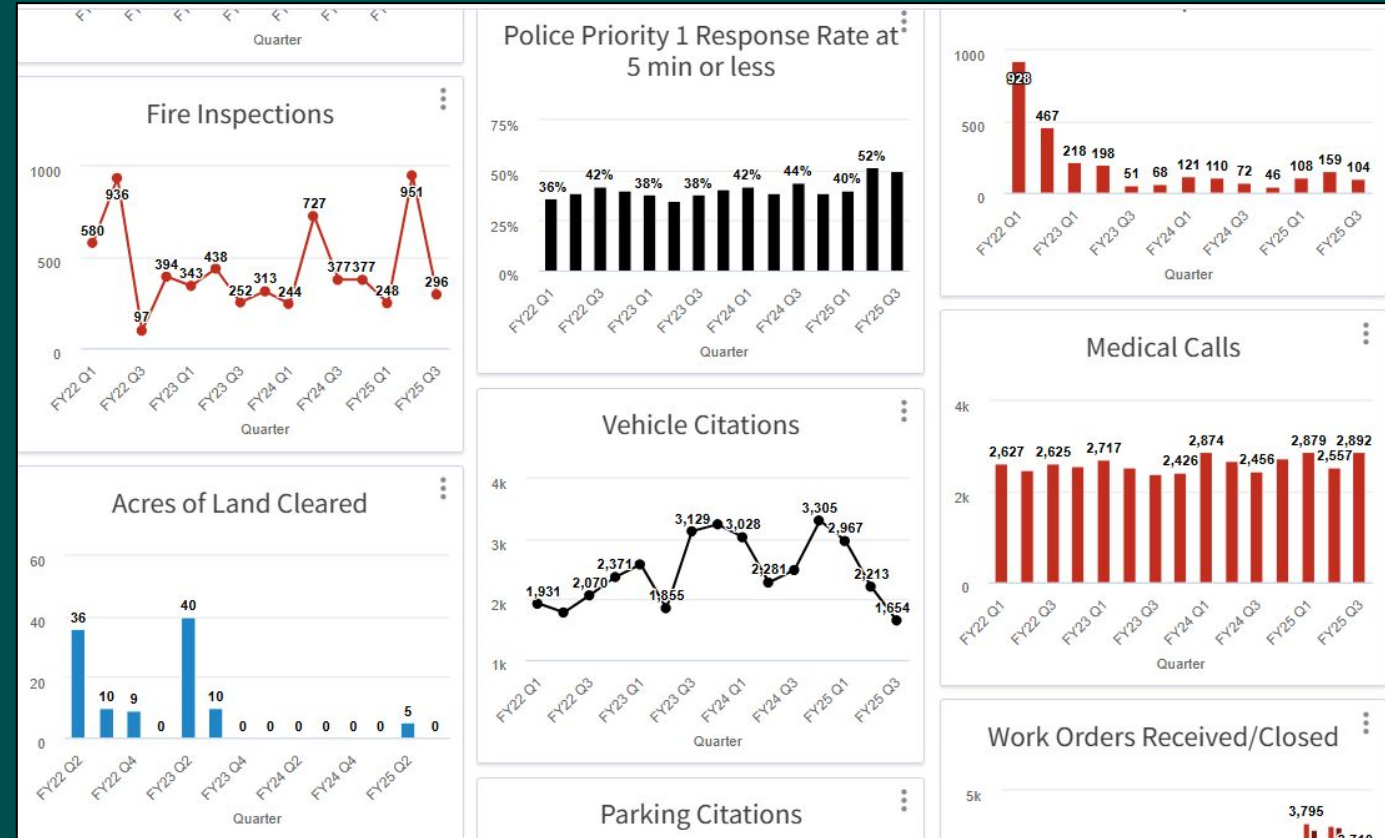 Quarter
Fire Inspections
1000
500
0
580
936
97
394
343
438
252
313
244
727
377
377
248
951
296
FY22 Q1
FY22 Q3
FY23 Q1
FY23 Q3
FY24 Q1
FY24 Q3
FY25 Q1
FY25 Q3
Quarter
Acres of Land Cleared
60
40
20
0
36
10
9
0
40
10
0
0
0
0
0
0
5
0
FY22 Q2
FY22 Q4
FY23 Q2
FY23 Q4
FY24 Q2
FY24 Q4
FY25 Q2
Quarter
Police Priority 1 Response Rate at
5 min or less
75%
50%
25%
0%
36%
42%
38%
38%
42%
44%
40%
52%
FY22 Q1
FY22 Q3
FY23 Q1
FY23 Q3
FY24 Q1
FY24 Q3
FY25 Q1
FY25 Q3
Quarter
Vehicle Citations
4k
3k
2k
1k
1,931
2,070
2,371
1,855
3,129
3,028
2,281
3,305
2,967
2,213
1,654
FY22 Q1
FY22 Q3
FY23 Q1
FY23 Q3
FY24 Q1
FY24 Q3
FY25 Q1
FY25 Q3
Quarter
Parking Citations
1000
500
0
928
467
218
198
51
68
121
110
72
46
108
159
104
FY22 Q1
FY23 Q1
FY23 Q3
FY24 Q1
FY24 Q3
FY25 Q1
FY25 Q3
Quarter
Medical Calls
4k
2k
0
2,627
2,625
2,717
2,426
2,874
2,456
2,879
2,557
2,892
FY22 Q1
FY22 Q3
FY23 Q1
FY23 Q3
FY24 Q1
FY24 Q3
FY25 Q1
FY25 Q3
Quarter
Work Orders Received/Closed
5k
3,795